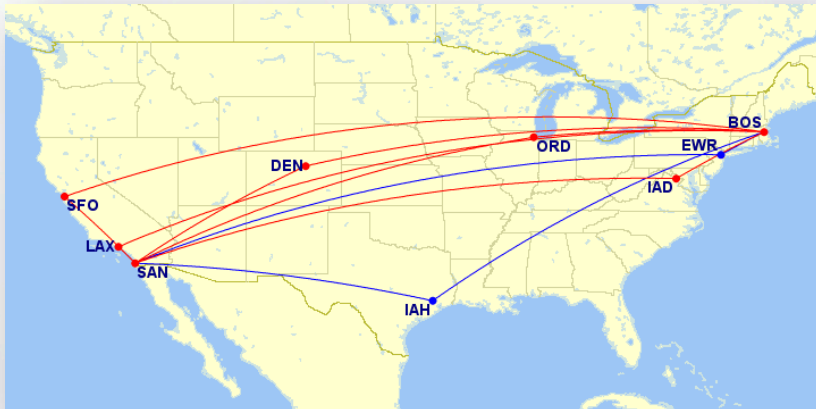 BOS
ORD
EWR
DEN
IAD
SFO
LAX
SAN
IAH